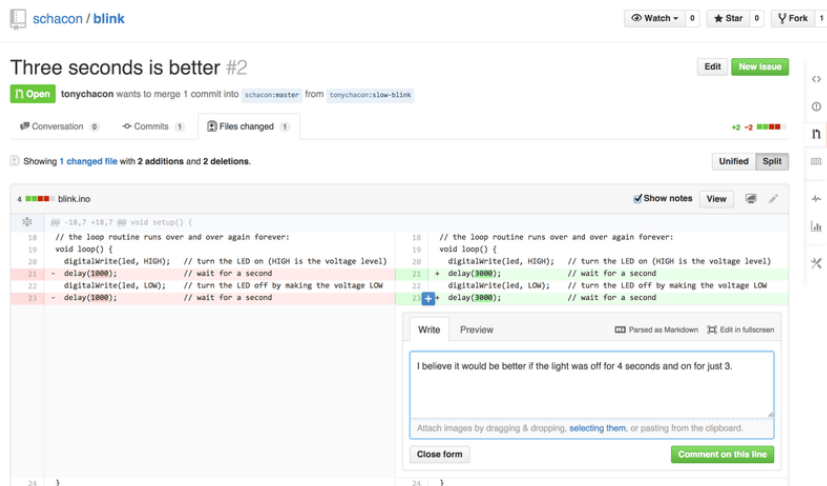 schacon / blink
Watch 0 Star 0 Fork 1
Three seconds is better #2
Edit New issue
Open tonychacon wants to merge 1 commit into schacon:master from tonychacon:slow-blink
Conversation 0 Commits 1 Files changed 1 +2 −2
Showing 1 changed file with 2 additions and 2 deletions.
Unified Split
4 blink.ino Show notes View
@@ -18,7 +18,7 @@ void setup() {
18 // the loop routine runs over and over again forever: 18 // the loop routine runs over and over again forever:
19 void loop() { 19 void loop() {
20 digitalWrite(led, HIGH); // turn the LED on (HIGH is the voltage level) 20 digitalWrite(led, HIGH); // turn the LED on (HIGH is the voltage level)
21 - delay(1000); // wait for a second 21 + delay(3000); // wait for a second
22 digitalWrite(led, LOW); // turn the LED off by making the voltage LOW 22 digitalWrite(led, LOW); // turn the LED off by making the voltage LOW
23 - delay(1000); // wait for a second 23 + delay(3000); // wait for a second
Write Preview Parsed as Markdown Edit in fullscreen
I believe it would be better if the light was off for 4 seconds and on for just 3.
Attach images by dragging & dropping, selecting them, or pasting from the clipboard.
Close form Comment on this line
24 } 24 }